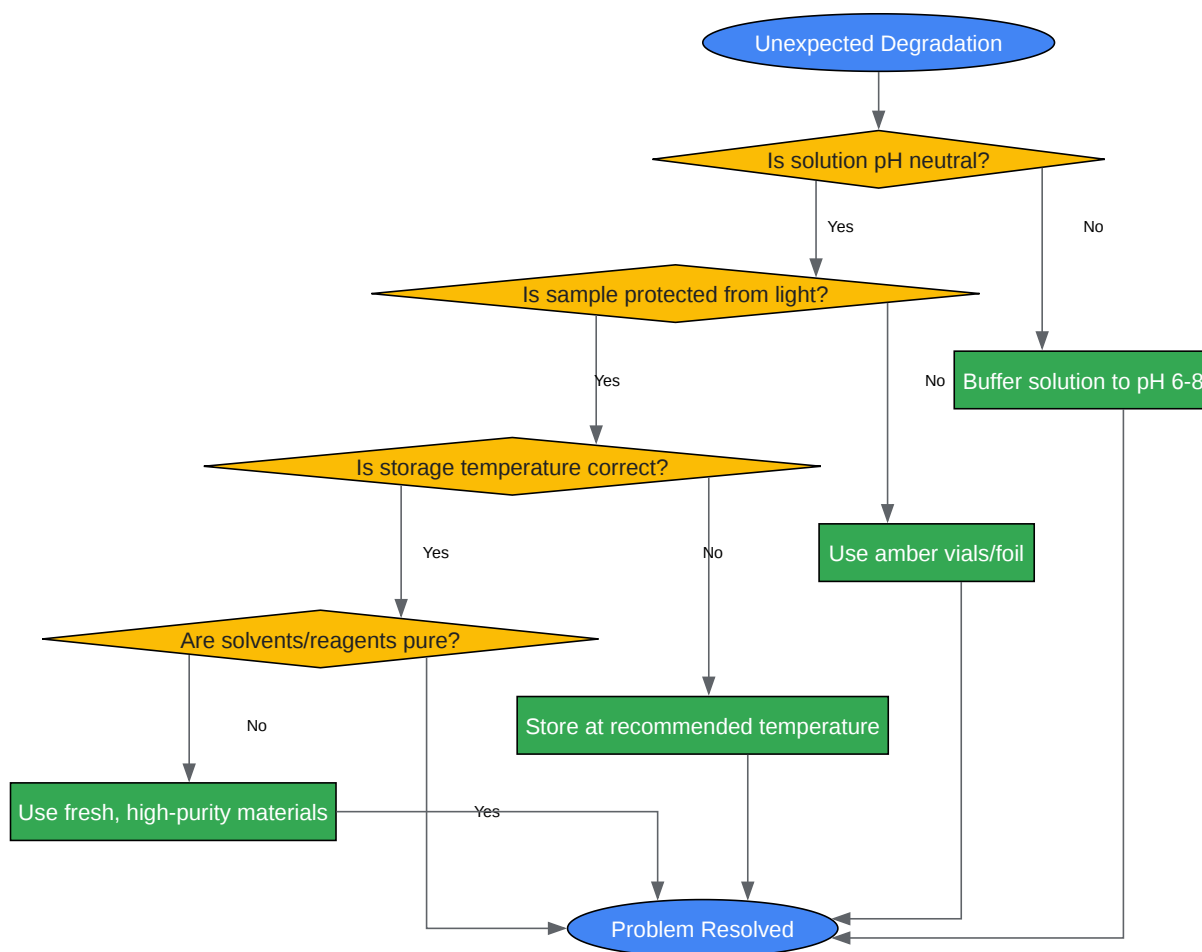 Unexpected Degradation
Is solution pH neutral?
Yes
No
Is sample protected from light?
Yes
No
Buffer solution to pH 6-8
Is storage temperature correct?
Yes
No
Use amber vials/foil
Are solvents/reagents pure?
No
Store at recommended temperature
Use fresh, high-purity materials
Yes
Problem Resolved